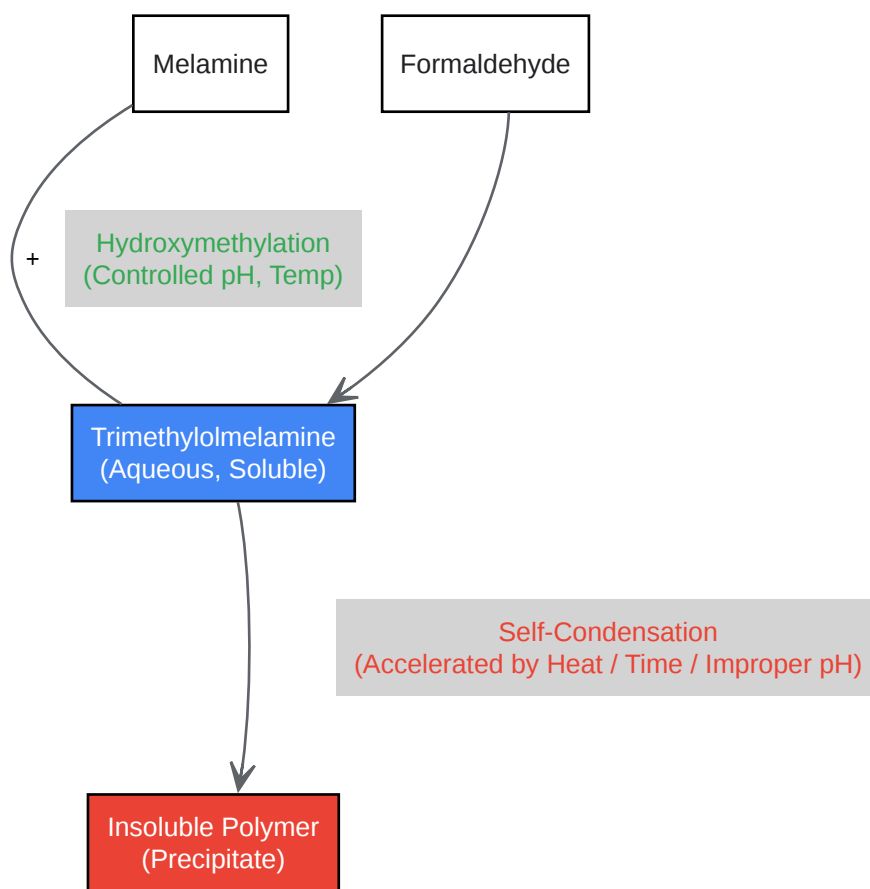 Melamine
Formaldehyde
+
Hydroxymethylation
(Controlled pH, Temp)
Trimethylolmelamine
(Aqueous, Soluble)
Self-Condensation
(Accelerated by Heat / Time / Improper pH)
Insoluble Polymer
(Precipitate)